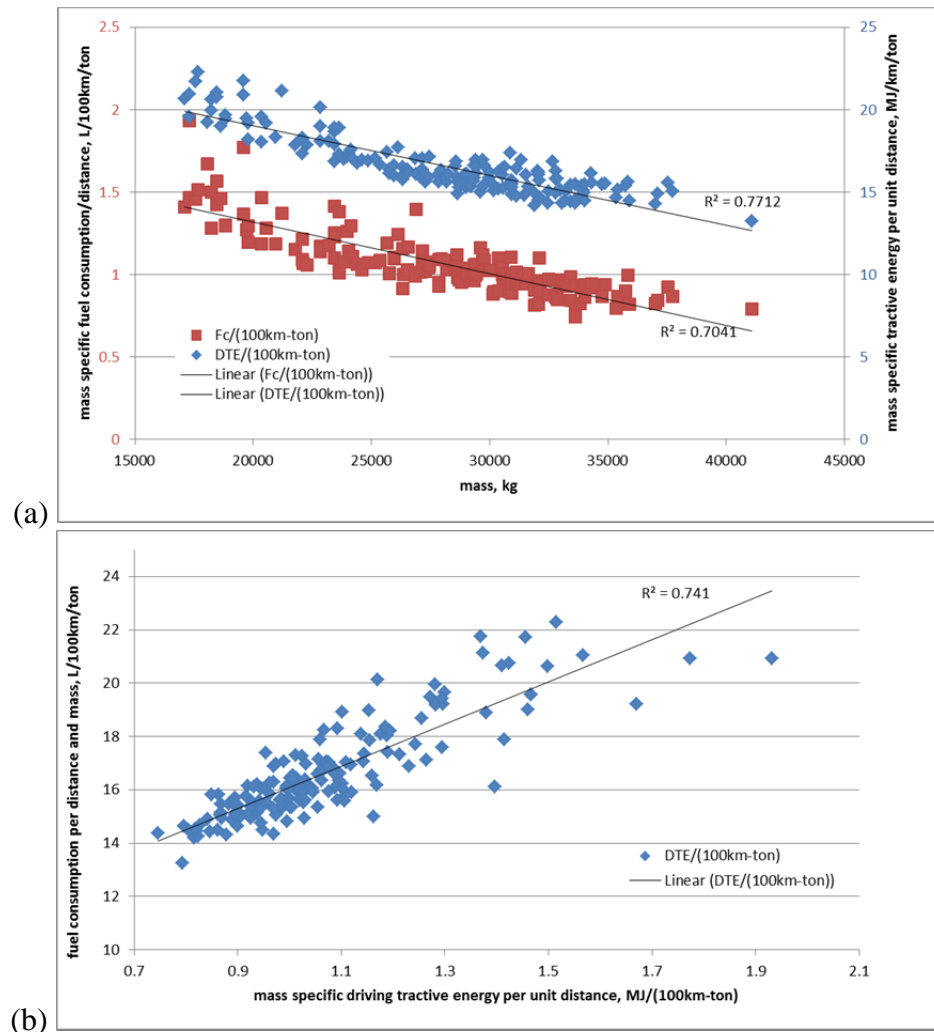 (a)
mass specific fuel consumption/distance, L/100km/ton
2.5
2
1.5
1
0.5
0
mass specific tractive energy per unit distance, MJ/km/ton
25
20
15
10
5
0
R² = 0.7712
R² = 0.7041
Fc/(100km-ton)
DTE/(100km-ton)
Linear (Fc/(100km-ton))
Linear (DTE/(100km-ton))
15000 20000 25000 30000 35000 40000 45000
mass, kg
(b)
fuel consumption per distance and mass, L/100km/ton
24
22
20
18
16
14
12
10
R² = 0.741
DTE/(100km-ton)
Linear (DTE/(100km-ton))
0.7 0.9 1.1 1.3 1.5 1.7 1.9 2.1
mass specific driving tractive energy per unit distance, MJ/(100km-ton)